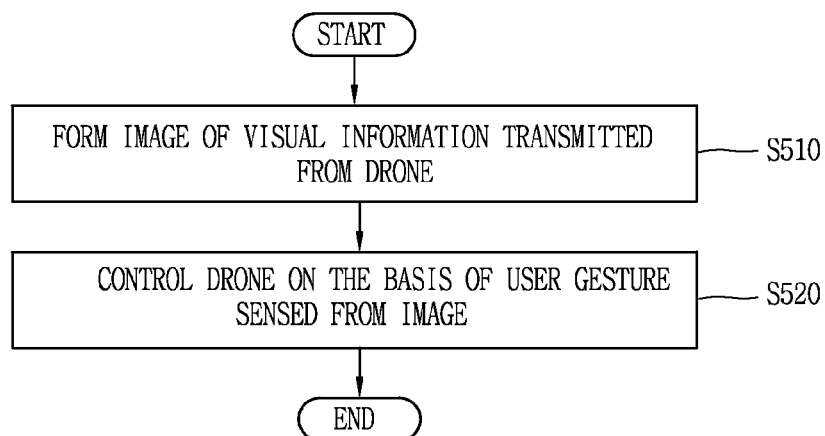 START
FORM IMAGE OF VISUAL INFORMATION TRANSMITTED
FROM DRONE
S510
CONTROL DRONE ON THE BASIS OF USER GESTURE
SENSED FROM IMAGE
S520
END